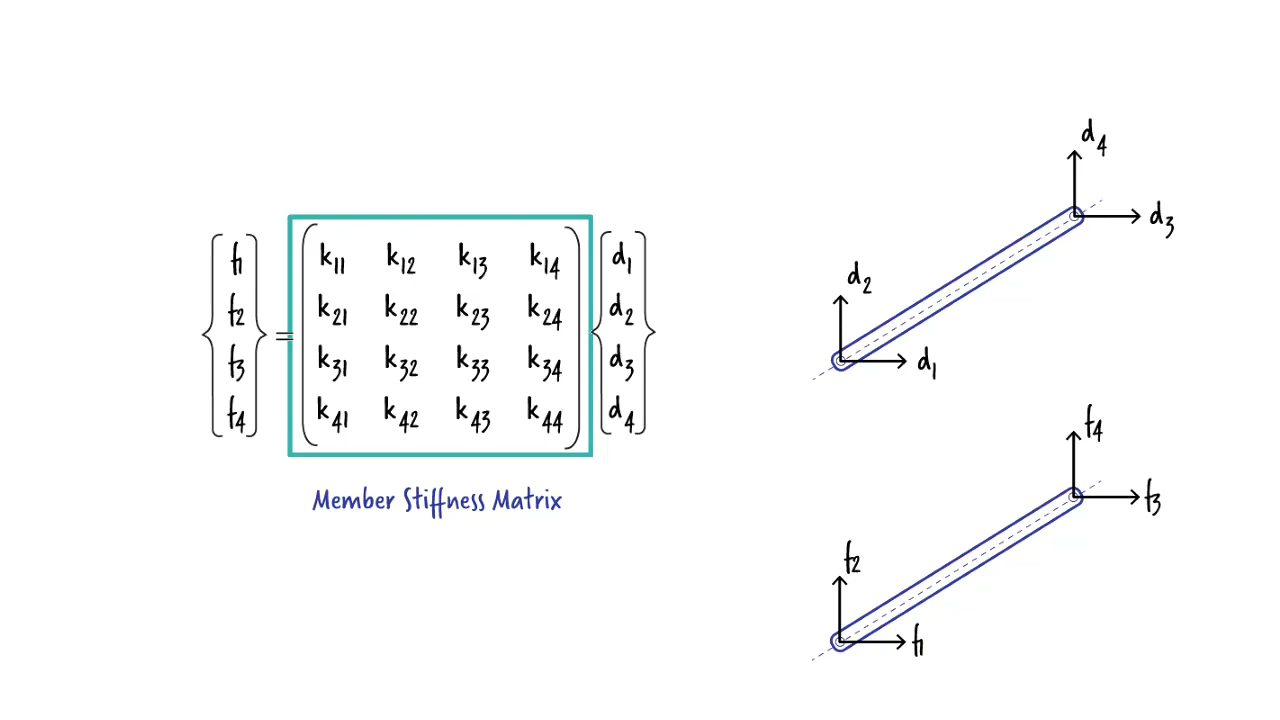 f1 = k11 k12 k13 k14 d1
f2 k21 k22 k23 k24 d2
f3 k31 k32 k33 k34 d3
f4 k41 k42 k43 k44 d4
Member Stiffness Matrix
d4
d3
d2
d1
f4
f3
f2
f1